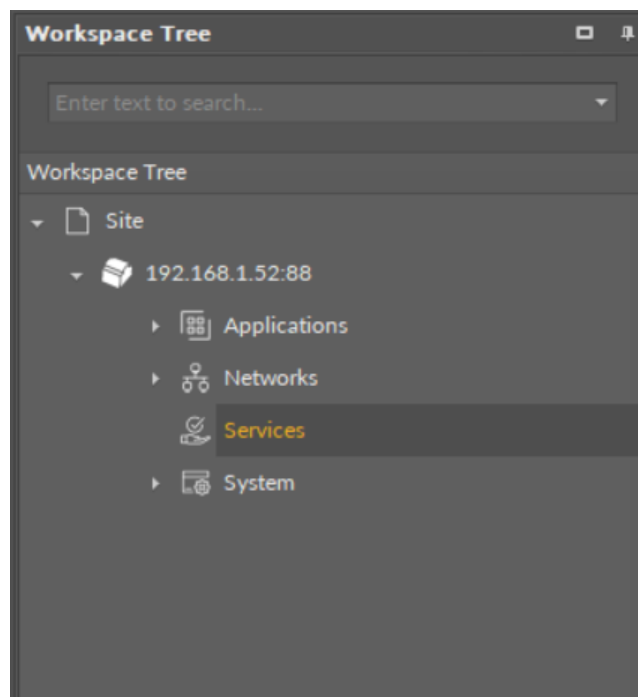 Workspace Tree
Enter text to search...
Workspace Tree
Site
192.168.1.52:88
Applications
Networks
Services
System